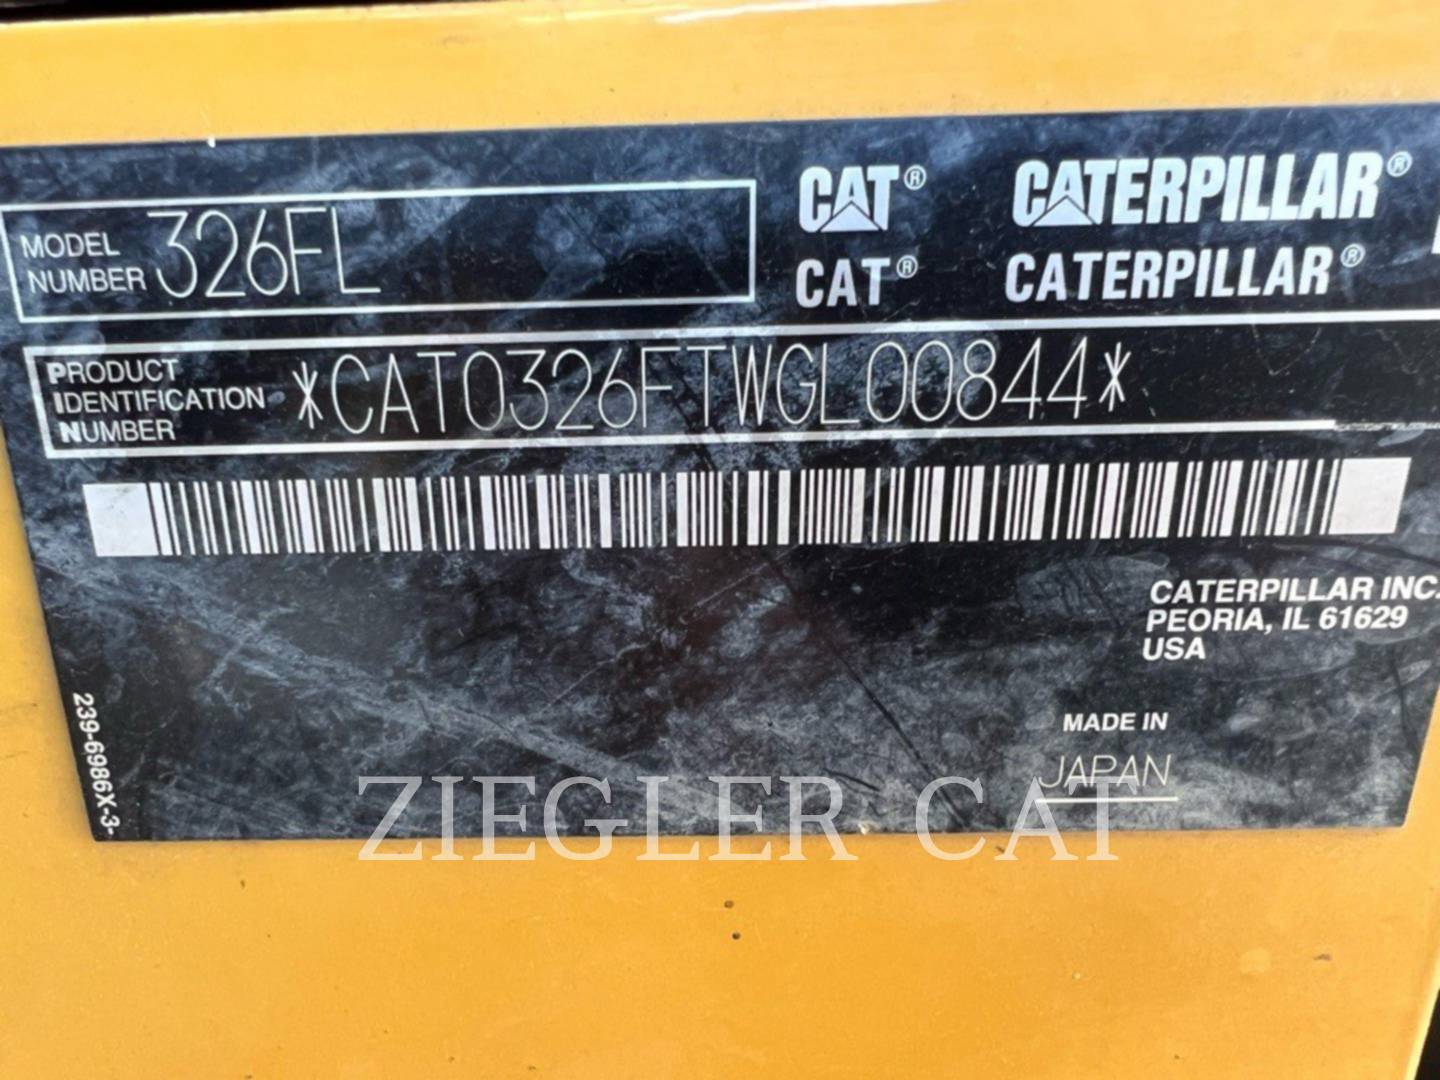 CAT® CATERPILLAR®
CAT® CATERPILLAR®
MODEL NUMBER 326FL
PRODUCT IDENTIFICATION NUMBER *CAT0326FTWGL00844*
CATERPILLAR INC.
PEORIA, IL 61629
USA
MADE IN
JAPAN
239-6986X-3-
ZIEGLER CAT